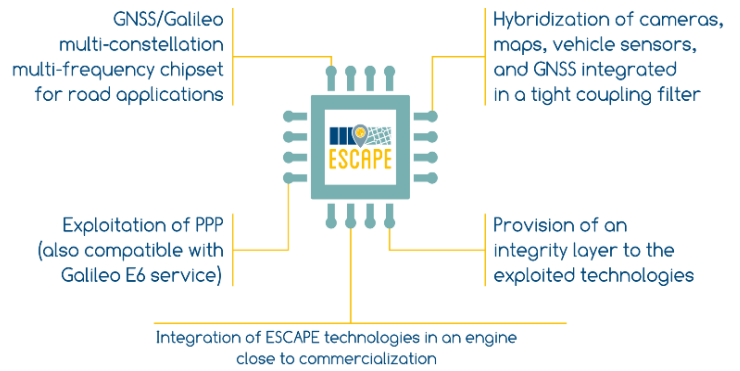 GNSS/Galileo
multi-constellation
multi-frequency chipset
for road applications
Hybridization of cameras,
maps, vehicle sensors,
and GNSS integrated
in a tight coupling filter
ESCAPE
Exploitation of PPP
(also compatible with
Galileo E6 service)
Provision of an
integrity layer to the
exploited technologies
Integration of ESCAPE technologies in an engine
close to commercialization